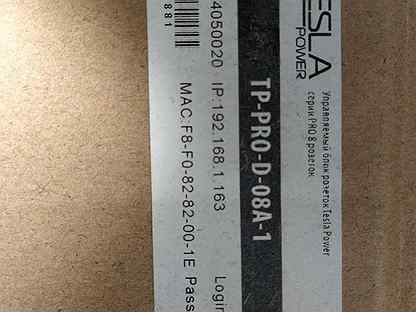 TESLA
POWER
Управляемый блок розеток Tesla Power
серии PRO 8 розеток
TP-PRO-D-08A-1
4050020 IP:192.168.1.163 Login
881
MAC:F8-F0-82-82-00-1E Pass